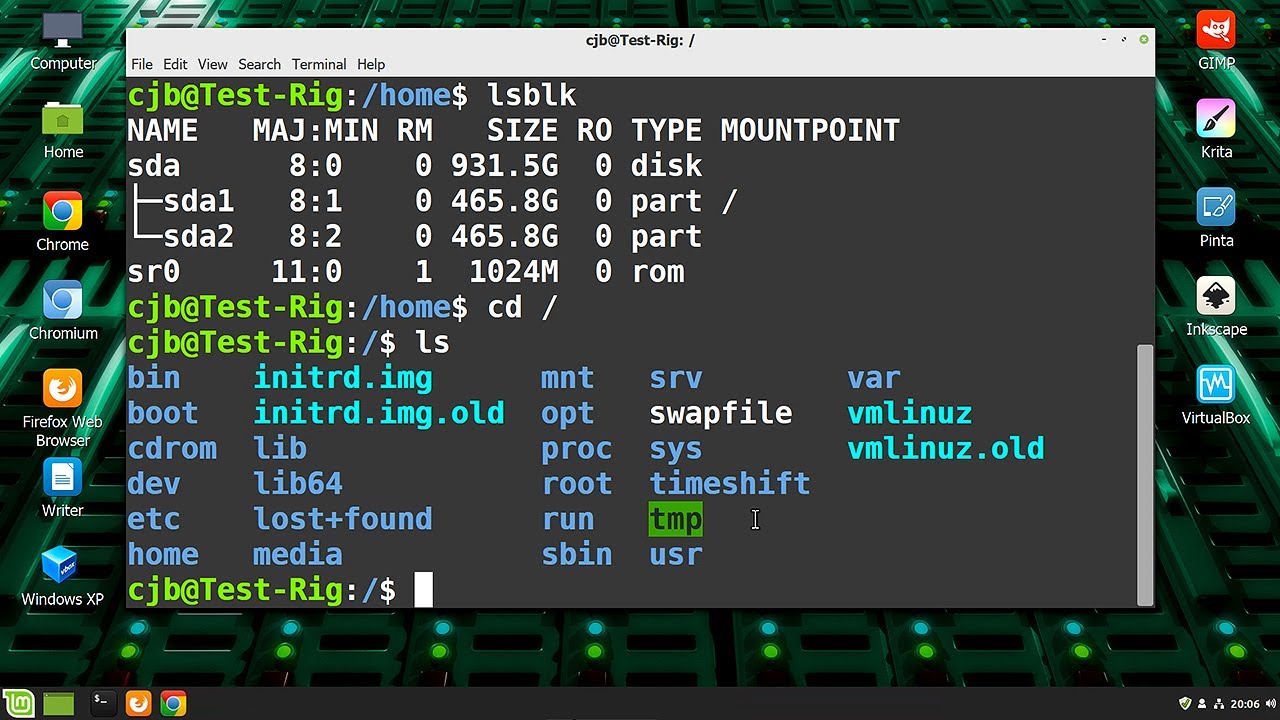 cjb@Test-Rig: /
File Edit View Search Terminal Help
cjb@Test-Rig:/home$ lsblk
NAME   MAJ:MIN RM   SIZE RO TYPE MOUNTPOINT
sda      8:0    0 931.5G  0 disk
├─sda1   8:1    0 465.8G  0 part /
└─sda2   8:2    0 465.8G  0 part
sr0     11:0    1  1024M  0 rom
cjb@Test-Rig:/home$ cd /
cjb@Test-Rig:/$ ls
bin    initrd.img      mnt   srv        var
boot   initrd.img.old  opt   swapfile   vmlinuz
cdrom  lib             proc  sys        vmlinuz.old
dev    lib64           root  timeshift
etc    lost+found      run   tmp
home   media           sbin  usr
cjb@Test-Rig:/$
Computer
Home
Chrome
Chromium
Firefox Web
Browser
Writer
vbox
Windows XP
GIMP
Krita
Pinta
Inkscape
VirtualBox
20:06